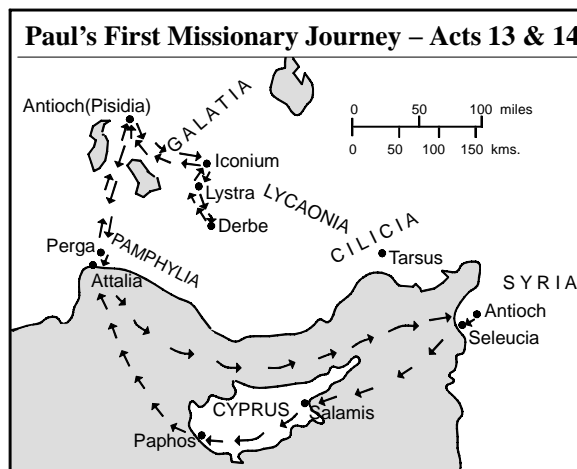 Paul's First Missionary Journey – Acts 13 & 14
Antioch(Pisidia)
GALATIA
0 50 100 miles
0 50 100 150 kms.
Iconium
Lystra
LYCAONIA
Derbe
CILICIA
Perga
PAMPHYLIA
Tarsus
Attalia
SYRIA
Antioch
Seleucia
CYPRUS
Salamis
Paphos